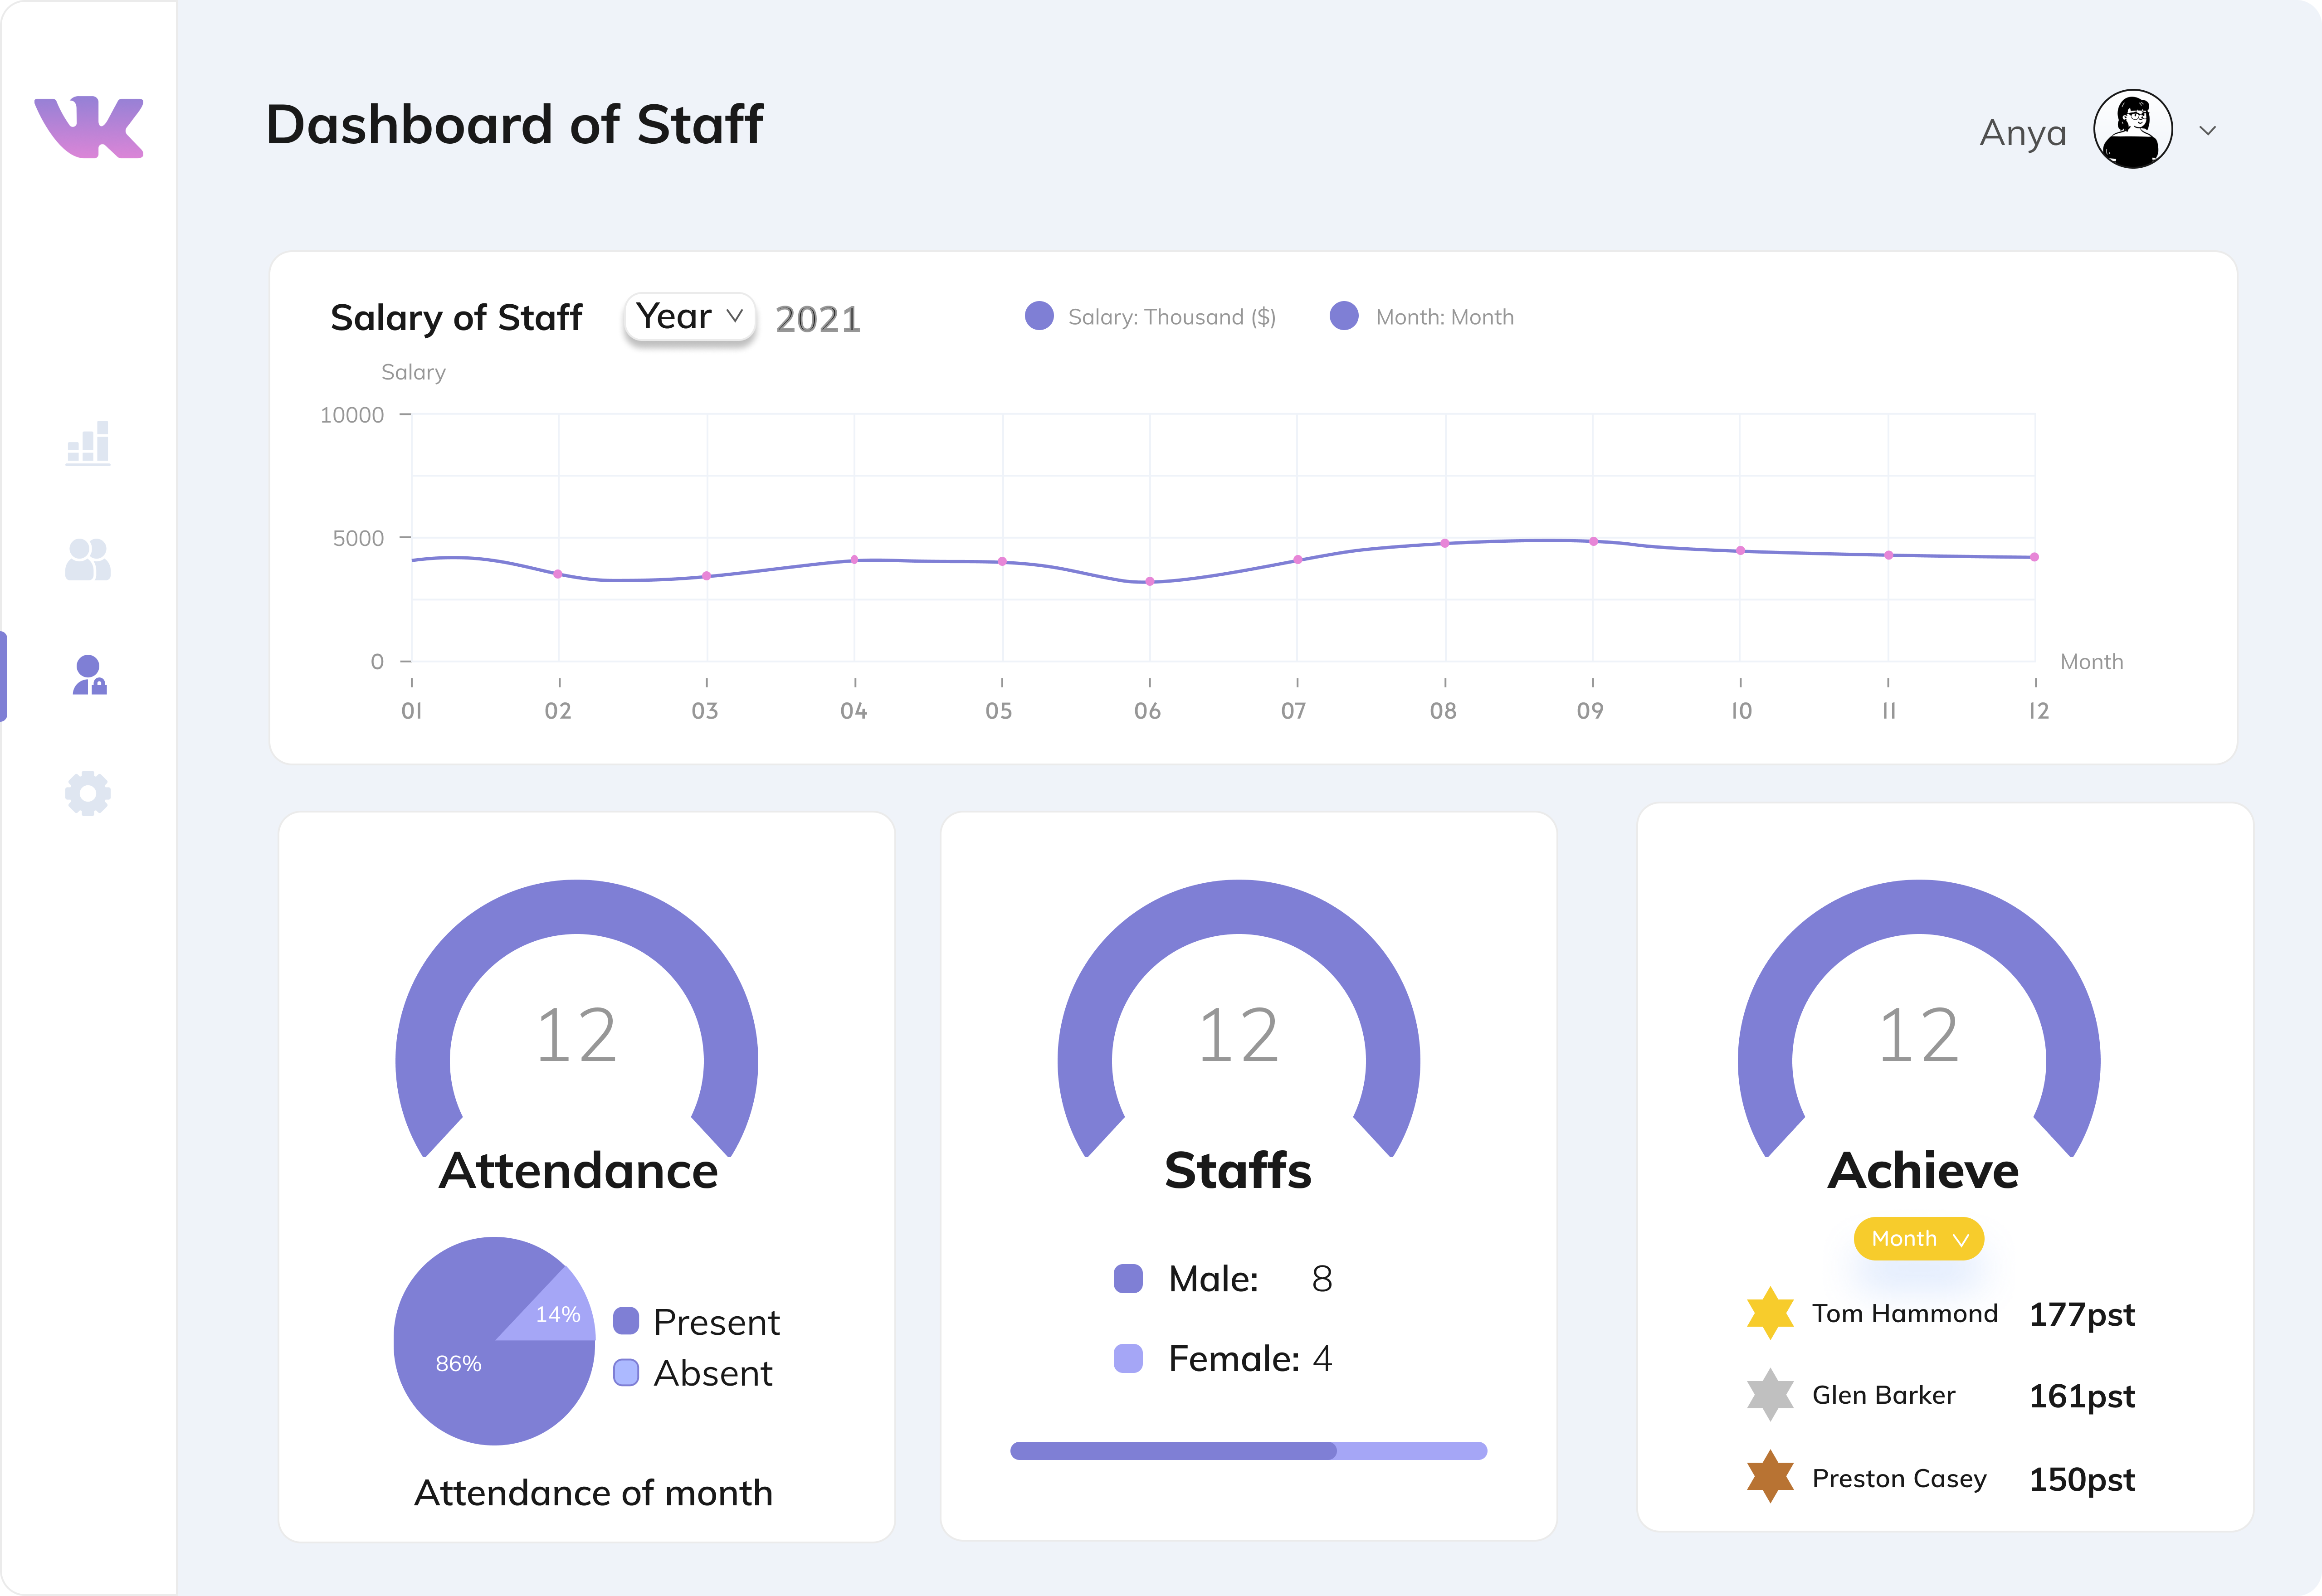 VK
Dashboard of Staff
Anya
Salary of Staff
Year
2021
Salary: Thousand ($)
Month: Month
Salary
10000
5000
0
Month
01 02 03 04 05 06 07 08 09 10 11 12
12
Attendance
14%
86%
Present
Absent
Attendance of month
12
Staffs
Male: 8
Female: 4
12
Achieve
Month
Tom Hammond 177pst
Glen Barker 161pst
Preston Casey 150pst